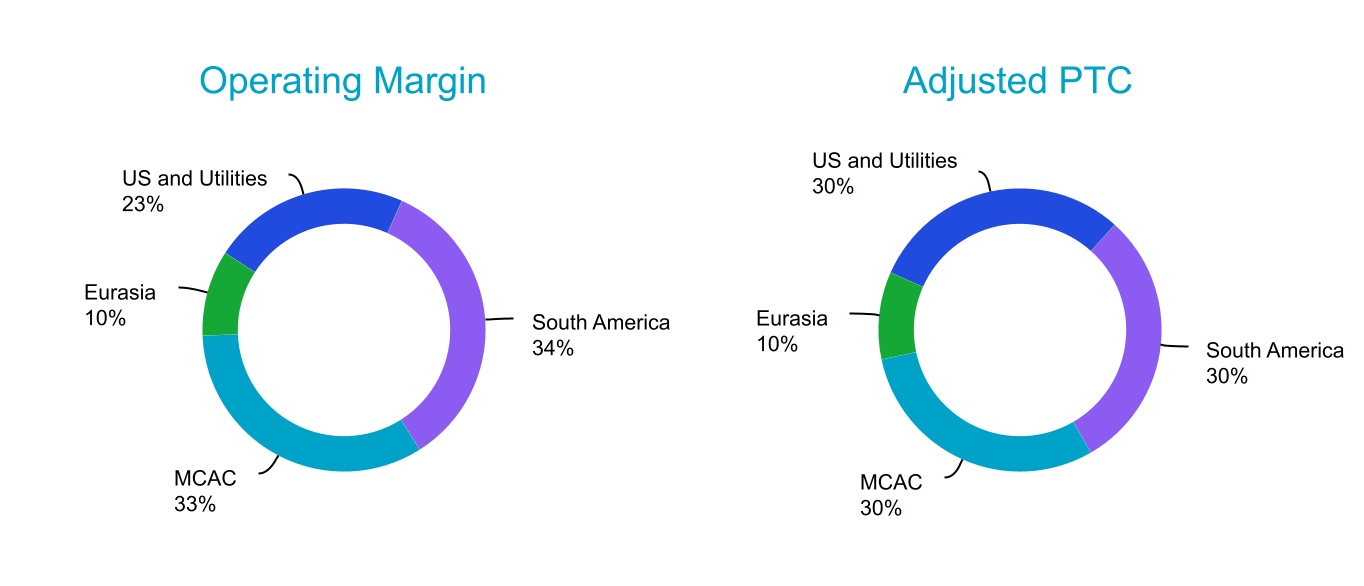 Operating Margin
US and Utilities
23%
Eurasia
10%
South America
34%
MCAC
33%
Adjusted PTC
US and Utilities
30%
Eurasia
10%
South America
30%
MCAC
30%